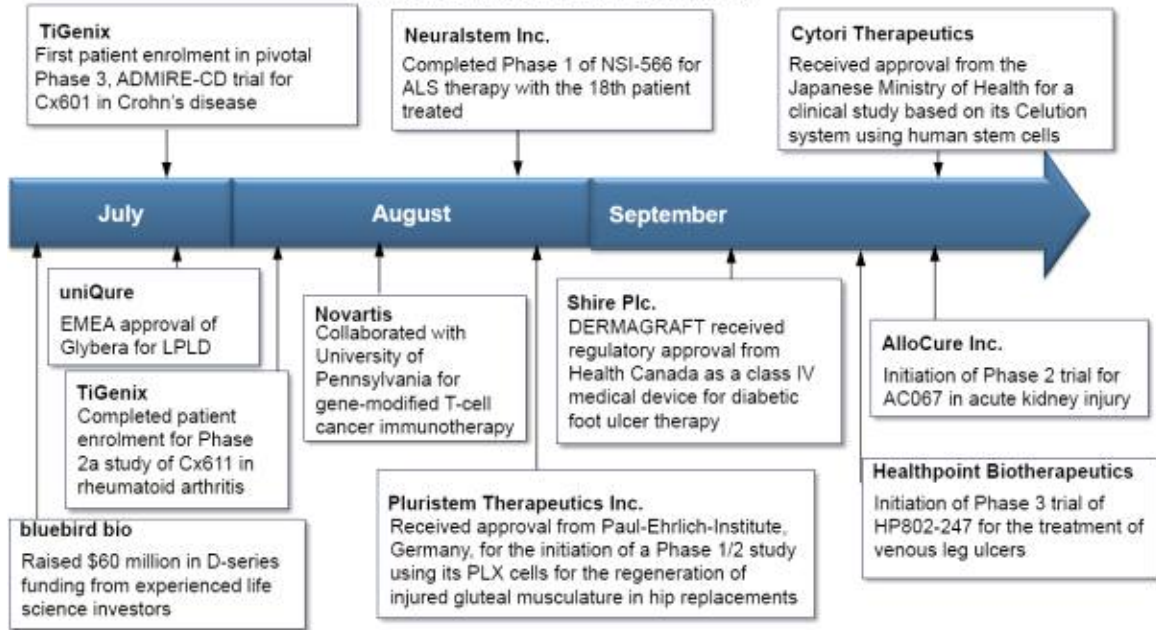 TiGenix
First patient enrolment in pivotal
Phase 3, ADMIRE-CD trial for
Cx601 in Crohn's disease
Neuralstem Inc.
Completed Phase 1 of NSI-566 for
ALS therapy with the 18th patient
treated
Cytori Therapeutics
Received approval from the
Japanese Ministry of Health for a
clinical study based on its Celution
system using human stem cells
July
August
September
uniQure
EMEA approval of
Glybera for LPLD
TiGenix
Completed patient
enrolment for Phase
2a study of Cx611 in
rheumatoid arthritis
bluebird bio
Raised $60 million in D-series
funding from experienced life
science investors
Novartis
Collaborated with
University of
Pennsylvania for
gene-modified T-cell
cancer immunotherapy
Pluristem Therapeutics Inc.
Received approval from Paul-Ehrlich-Institute,
Germany, for the initiation of a Phase 1/2 study
using its PLX cells for the regeneration of
injured gluteal musculature in hip replacements
Shire Plc.
DERMAGRAFT received
regulatory approval from
Health Canada as a class IV
medical device for diabetic
foot ulcer therapy
AlloCure Inc.
Initiation of Phase 2 trial for
AC067 in acute kidney injury
Healthpoint Biotherapeutics
Initiation of Phase 3 trial of
HP802-247 for the treatment of
venous leg ulcers